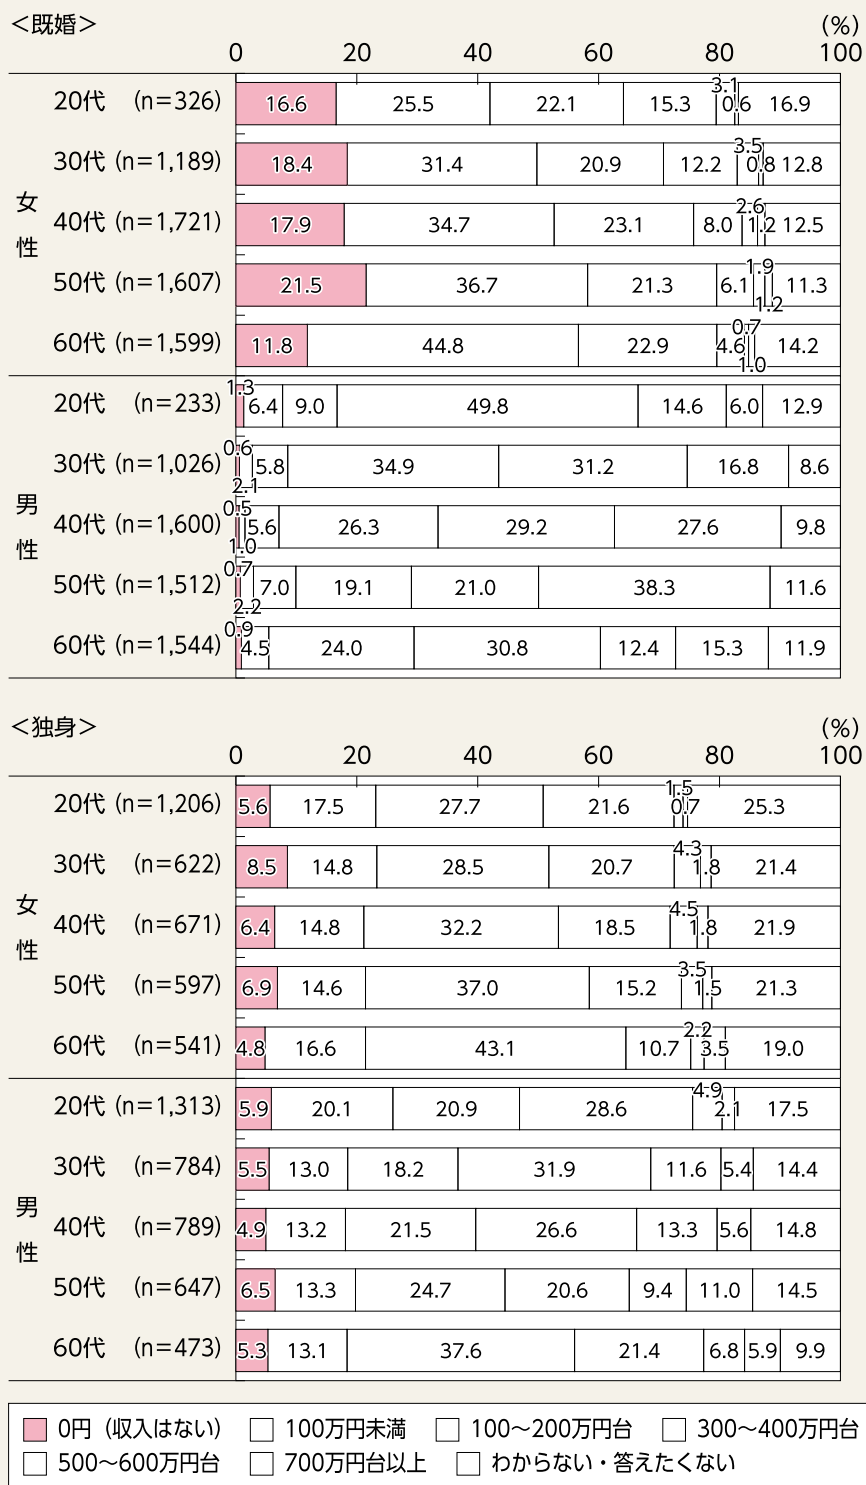 ＜既婚＞ (%)
0 20 40 60 80 100
女性
20代 (n＝326) 16.6 25.5 22.1 15.3 3.1 0.6 16.9
30代 (n＝1,189) 18.4 31.4 20.9 12.2 3.5 0.8 12.8
40代 (n＝1,721) 17.9 34.7 23.1 8.0 2.6 1.2 12.5
50代 (n＝1,607) 21.5 36.7 21.3 6.1 1.9 1.2 11.3
60代 (n＝1,599) 11.8 44.8 22.9 4.6 0.7 1.0 14.2
男性
20代 (n＝233) 1.3 6.4 9.0 49.8 14.6 6.0 12.9
30代 (n＝1,026) 0.6 2.1 5.8 34.9 31.2 16.8 8.6
40代 (n＝1,600) 0.5 1.0 5.6 26.3 29.2 27.6 9.8
50代 (n＝1,512) 0.7 2.2 7.0 19.1 21.0 38.3 11.6
60代 (n＝1,544) 0.9 4.5 24.0 30.8 12.4 15.3 11.9
＜独身＞ (%)
0 20 40 60 80 100
女性
20代 (n＝1,206) 5.6 17.5 27.7 21.6 1.5 0.7 25.3
30代 (n＝622) 8.5 14.8 28.5 20.7 4.3 1.8 21.4
40代 (n＝671) 6.4 14.8 32.2 18.5 4.5 1.8 21.9
50代 (n＝597) 6.9 14.6 37.0 15.2 3.5 1.5 21.3
60代 (n＝541) 4.8 16.6 43.1 10.7 2.2 3.5 19.0
男性
20代 (n＝1,313) 5.9 20.1 20.9 28.6 4.9 2.1 17.5
30代 (n＝784) 5.5 13.0 18.2 31.9 11.6 5.4 14.4
40代 (n＝789) 4.9 13.2 21.5 26.6 13.3 5.6 14.8
50代 (n＝647) 6.5 13.3 24.7 20.6 9.4 11.0 14.5
60代 (n＝473) 5.3 13.1 37.6 21.4 6.8 5.9 9.9
0円（収入はない） 100万円未満 100〜200万円台 300〜400万円台
500〜600万円台 700万円台以上 わからない・答えたくない